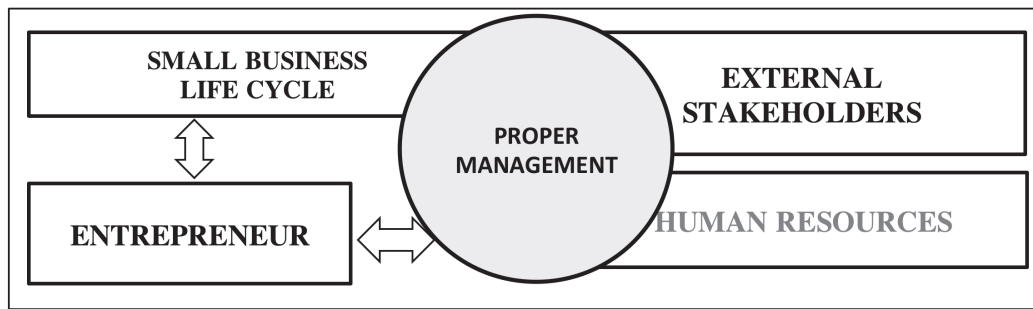 SMALL BUSINESS
LIFE CYCLE
EXTERNAL
STAKEHOLDERS
PROPER
MANAGEMENT
ENTREPRENEUR
HUMAN RESOURCES